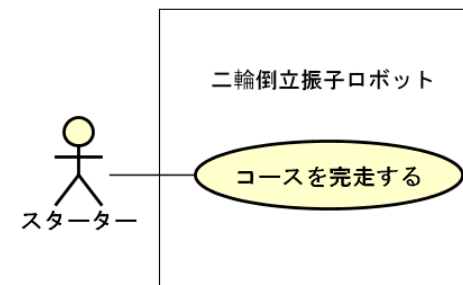 二輪倒立振子ロボット
コースを完走する
スターター